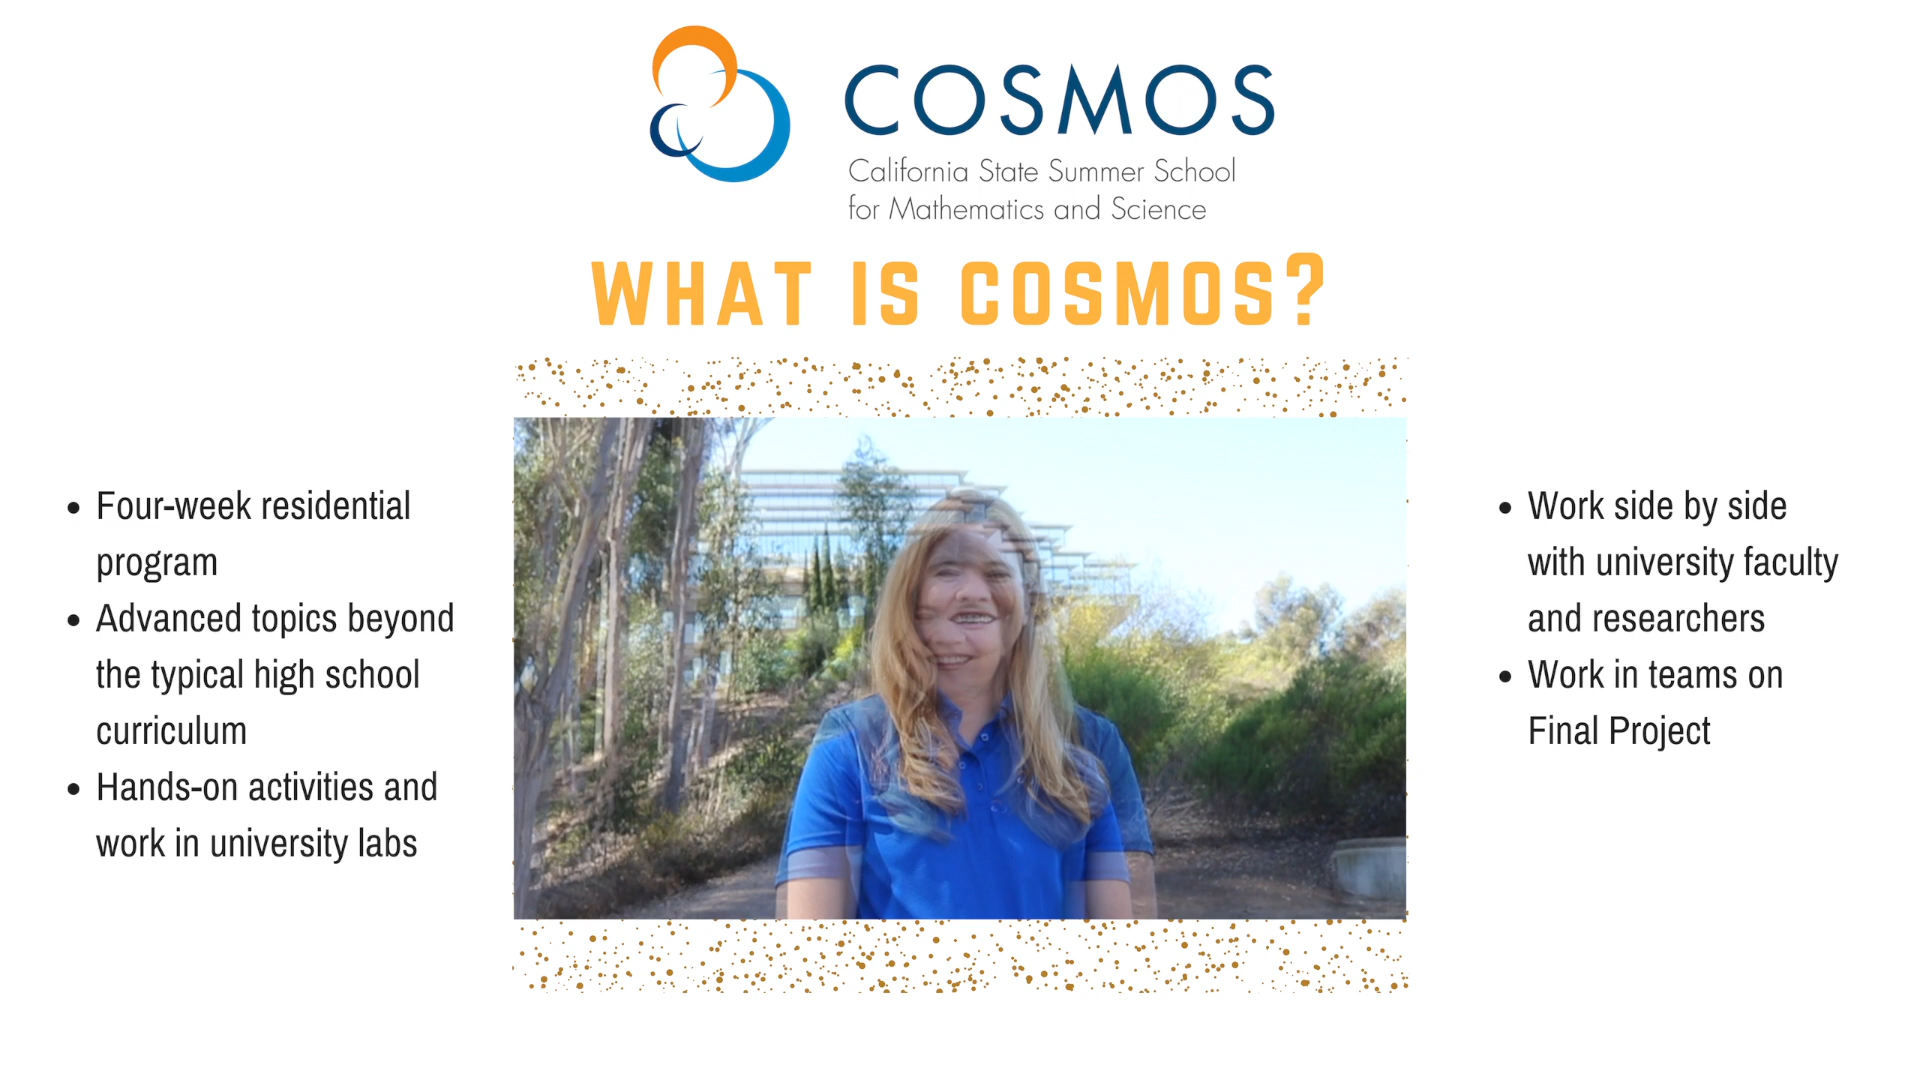 COSMOS
California State Summer School
for Mathematics and Science
WHAT IS COSMOS?
• Four-week residential
program
• Advanced topics beyond
the typical high school
curriculum
• Hands-on activities and
work in university labs
• Work side by side
with university faculty
and researchers
• Work in teams on
Final Project